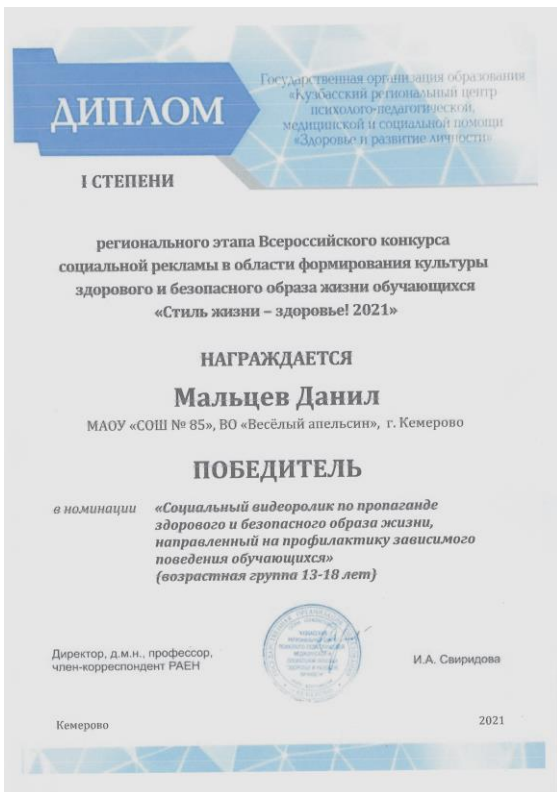 Государственная организация образования
«Кузбасский региональный центр
психолого-педагогической,
медицинской и социальной помощи
«Здоровье и развитие личности»
ДИПЛОМ
I СТЕПЕНИ
регионального этапа Всероссийского конкурса
социальной рекламы в области формирования культуры
здорового и безопасного образа жизни обучающихся
«Стиль жизни – здоровье! 2021»
НАГРАЖДАЕТСЯ
Мальцев Данил
МАОУ «СОШ № 85», ВО «Весёлый апельсин», г. Кемерово
ПОБЕДИТЕЛЬ
в номинации «Социальный видеоролик по пропаганде
здорового и безопасного образа жизни,
направленный на профилактику зависимого
поведения обучающихся»
(возрастная группа 13-18 лет)
Директор, д.м.н., профессор,
член-корреспондент РАЕН
И.А. Свиридова
Кемерово
2021